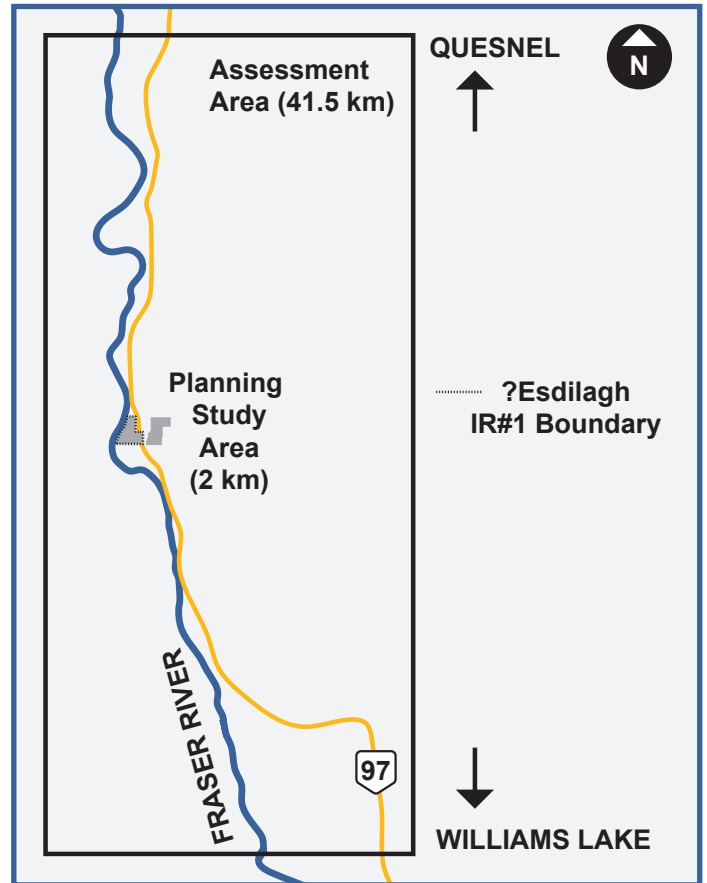 QUESNEL
N
Assessment
Area (41.5 km)
Planning
Study
Area
(2 km)
?Esdilagh
IR#1 Boundary
FRASER RIVER
97
WILLIAMS LAKE